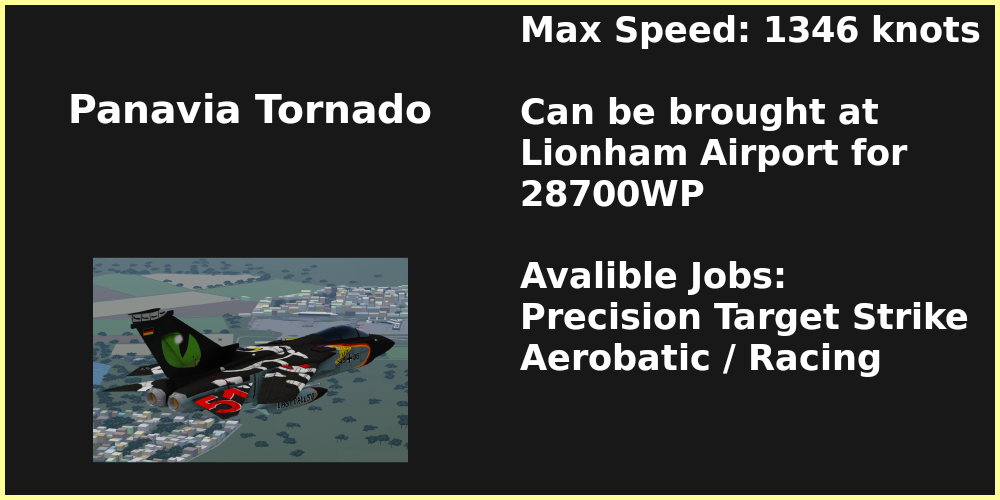 Panavia Tornado
Max Speed: 1346 knots
Can be brought at
Lionham Airport for
28700WP
Avalible Jobs:
Precision Target Strike
Aerobatic / Racing
51